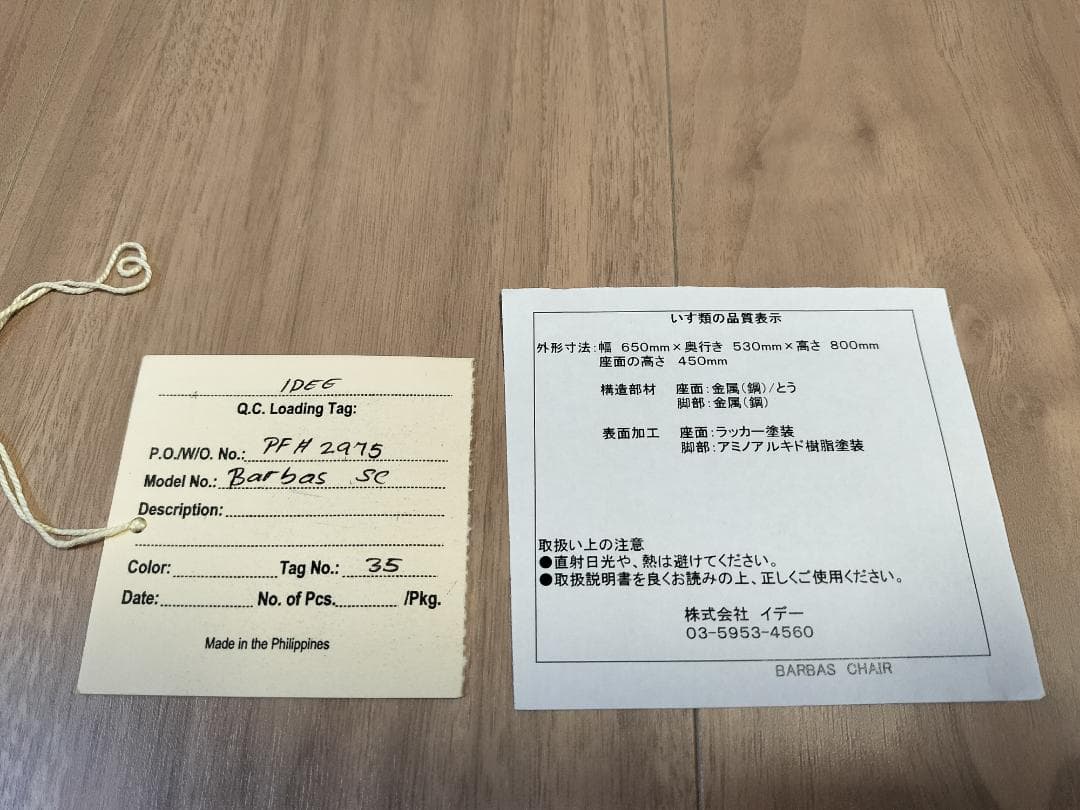 IDEE
Q.C. Loading Tag:
P.O./W/O. No.: PFH 2975
Model No.: Barbas SC
Description:
Color: Tag No.: 35
Date: No. of Pcs. /Pkg.
Made in the Philippines
いす類の品質表示
外形寸法:幅 650mm×奥行き 530mm×高さ 800mm
座面の高さ 450mm
構造部材 座面:金属(鋼)/とう
脚部:金属(鋼)
表面加工 座面:ラッカー塗装
脚部:アミノアルキド樹脂塗装
取扱い上の注意
●直射日光や、熱は避けてください。
●取扱説明書を良くお読みの上、正しくご使用ください。
株式会社 イデー
03-5953-4560
BARBAS CHAIR